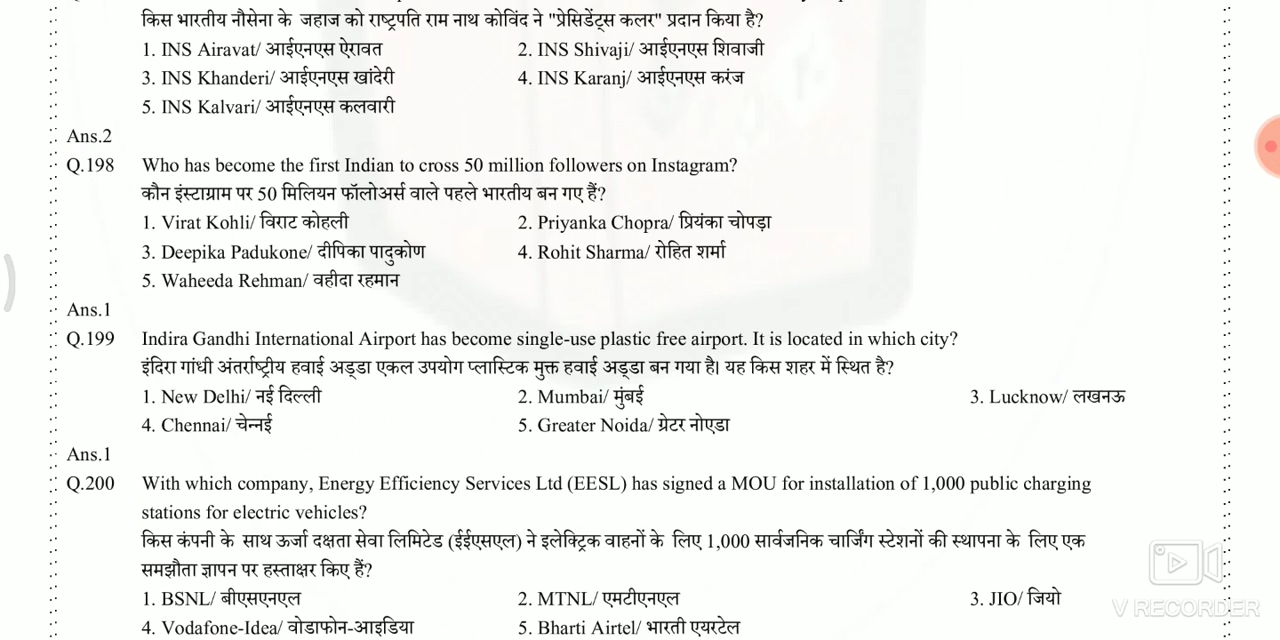 किस भारतीय नौसेना के जहाज को राष्ट्रपति राम नाथ कोविंद ने "प्रेसिडेंट्स कलर" प्रदान किया है?
1. INS Airavat/ आईएनएस ऐरावत 2. INS Shivaji/ आईएनएस शिवाजी
3. INS Khanderi/ आईएनएस खांदेरी 4. INS Karanj/ आईएनएस करंज
5. INS Kalvari/ आईएनएस कलवारी
Ans.2
Q.198 Who has become the first Indian to cross 50 million followers on Instagram?
कौन इंस्टाग्राम पर 50 मिलियन फॉलोअर्स वाले पहले भारतीय बन गए हैं?
1. Virat Kohli/ विराट कोहली 2. Priyanka Chopra/ प्रियंका चोपड़ा
3. Deepika Padukone/ दीपिका पादुकोण 4. Rohit Sharma/ रोहित शर्मा
5. Waheeda Rehman/ वहीदा रहमान
Ans.1
Q.199 Indira Gandhi International Airport has become single-use plastic free airport. It is located in which city?
इंदिरा गांधी अंतर्राष्ट्रीय हवाई अड्डा एकल उपयोग प्लास्टिक मुक्त हवाई अड्डा बन गया है। यह किस शहर में स्थित है?
1. New Delhi/ नई दिल्ली 2. Mumbai/ मुंबई 3. Lucknow/ लखनऊ
4. Chennai/ चेन्नई 5. Greater Noida/ ग्रेटर नोएडा
Ans.1
Q.200 With which company, Energy Efficiency Services Ltd (EESL) has signed a MOU for installation of 1,000 public charging
stations for electric vehicles?
किस कंपनी के साथ ऊर्जा दक्षता सेवा लिमिटेड (ईईएसएल) ने इलेक्ट्रिक वाहनों के लिए 1,000 सार्वजनिक चार्जिंग स्टेशनों की स्थापना के लिए एक
समझौता ज्ञापन पर हस्ताक्षर किए हैं?
1. BSNL/ बीएसएनएल 2. MTNL/ एमटीएनएल 3. JIO/ जियो
4. Vodafone-Idea/ वोडाफोन-आइडिया 5. Bharti Airtel/ भारती एयरटेल
V RECORDER